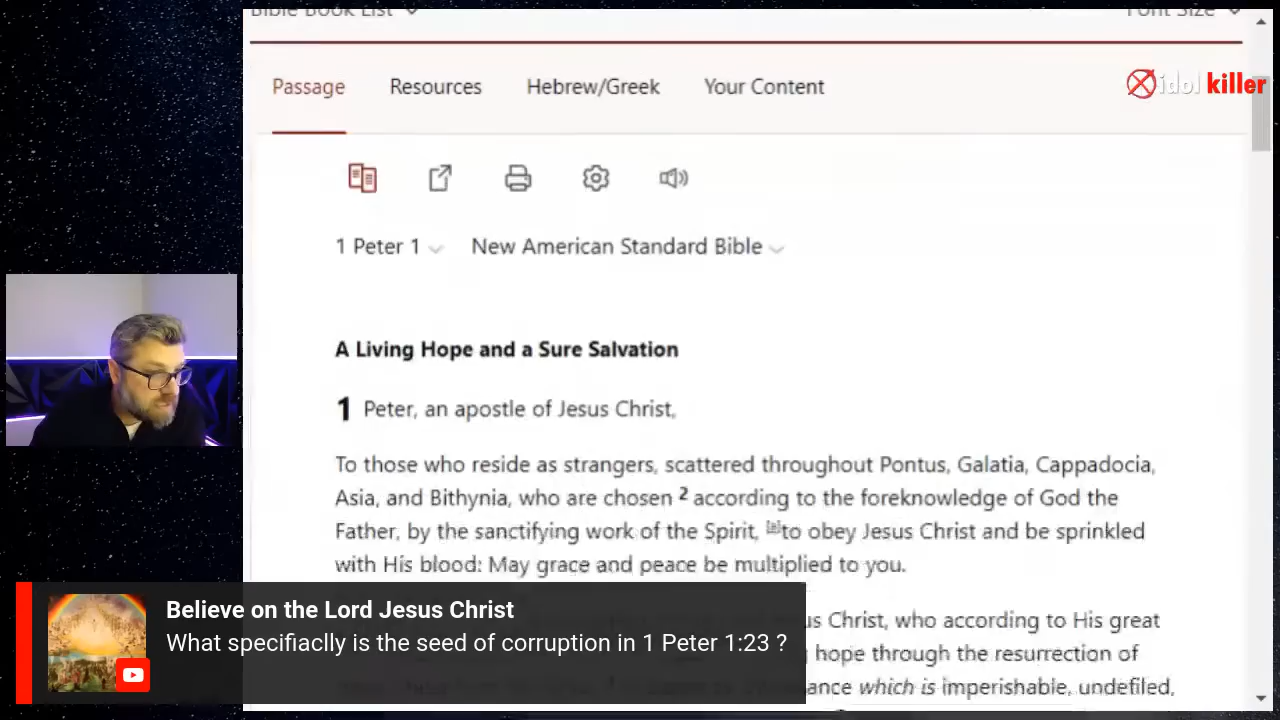 Bible Book List
Font Size
Passage
Resources
Hebrew/Greek
Your Content
idol killer
1 Peter 1
New American Standard Bible
A Living Hope and a Sure Salvation
1 Peter, an apostle of Jesus Christ,
To those who reside as strangers, scattered throughout Pontus, Galatia, Cappadocia,
Asia, and Bithynia, who are chosen 2 according to the foreknowledge of God the
Father, by the sanctifying work of the Spirit, [a]to obey Jesus Christ and be sprinkled
with His blood: May grace and peace be multiplied to you.
Christ, who according to His great
hope through the resurrection of
which is imperishable, undefiled,
Believe on the Lord Jesus Christ
What specifiaclly is the seed of corruption in 1 Peter 1:23 ?